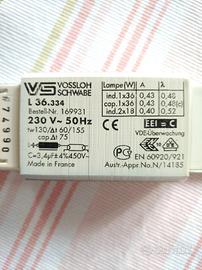 VS VOSSLOH SCHWABE
L 36.334
Bestell-Nr. 169931
230 V~ 50Hz
tw130/Δt 60/155
cap Δt 75
C=3,4µF±4%450V~
Made in France
Lampe[W] A λ
ind.1x36 0,43 0,48
cap.1x36 0,43 0,48(c)
ind.2x18 0,40 0,52
EEI = C
VDE-Überwachung
EN 60920/921
Austr.-Appr.No.N/14185
74990